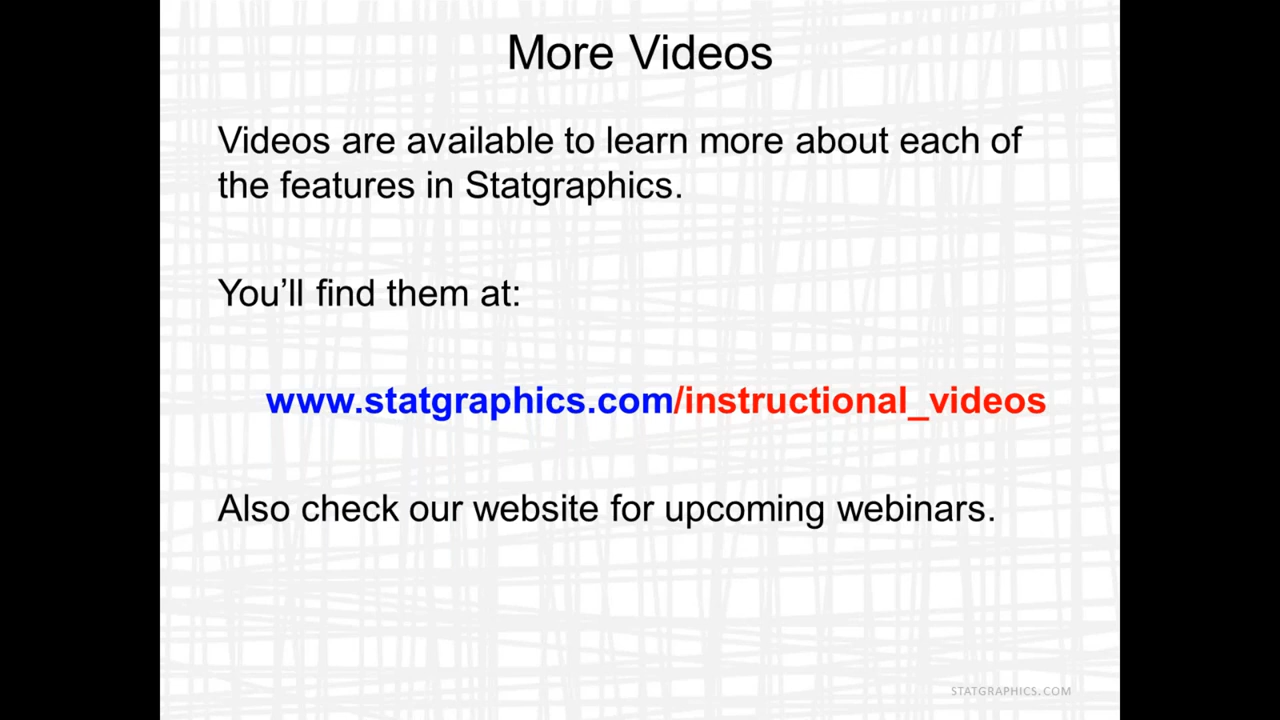 More Videos
Videos are available to learn more about each of
the features in Statgraphics.
You’ll find them at:
www.statgraphics.com/instructional_videos
Also check our website for upcoming webinars.
STATGRAPHICS.COM